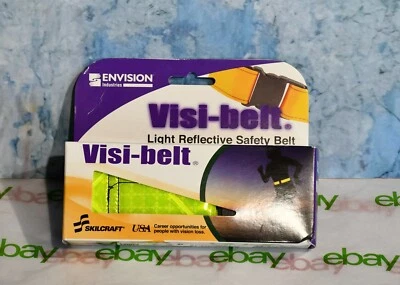 ENVISION
Industries
Visi-belt®
Light Reflective Safety Belt
Visi-belt®
SKILCRAFT®
USA
Career opportunities for
people with vision loss.
ebay ebay ebay ebay
ebay ebay ebay